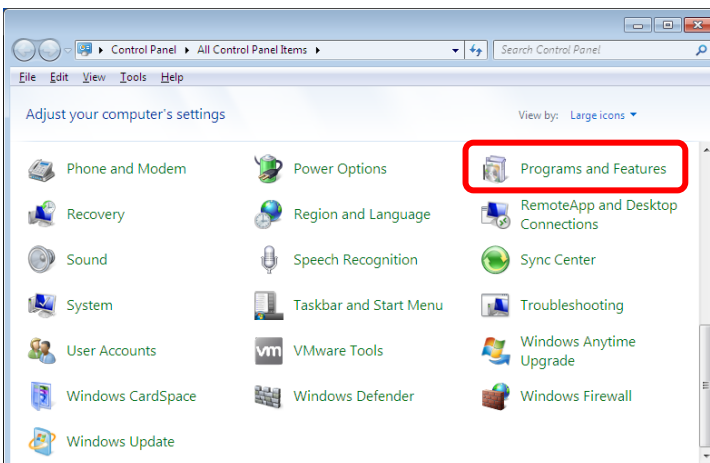 Control Panel ▸ All Control Panel Items ▸
Search Control Panel
File Edit View Tools Help
Adjust your computer's settings
View by: Large icons
Phone and Modem
Power Options
Programs and Features
Recovery
Region and Language
RemoteApp and Desktop
Connections
Sound
Speech Recognition
Sync Center
System
Taskbar and Start Menu
Troubleshooting
User Accounts
vm
VMware Tools
Windows Anytime
Upgrade
Windows CardSpace
Windows Defender
Windows Firewall
Windows Update